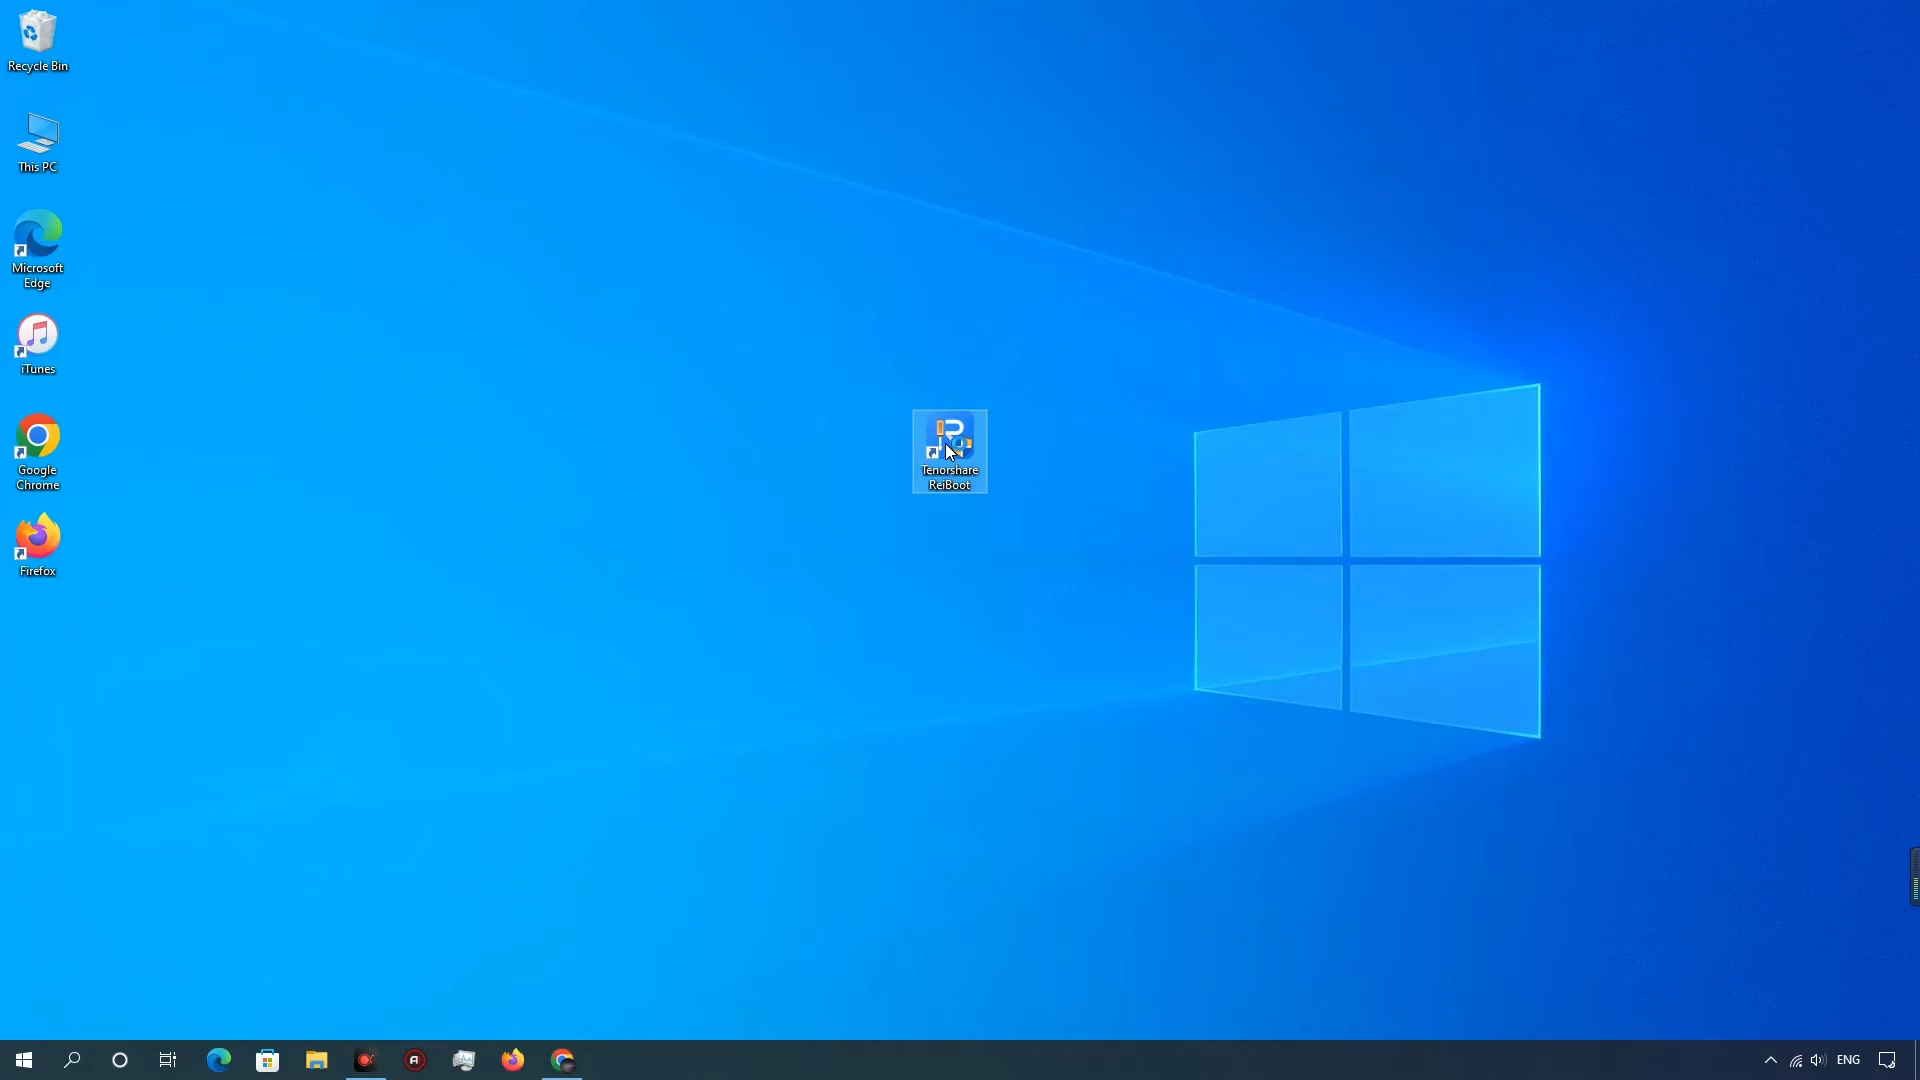 Recycle Bin
This PC
Microsoft
Edge
iTunes
Google
Chrome
Firefox
Tenorshare
ReiBoot
ENG